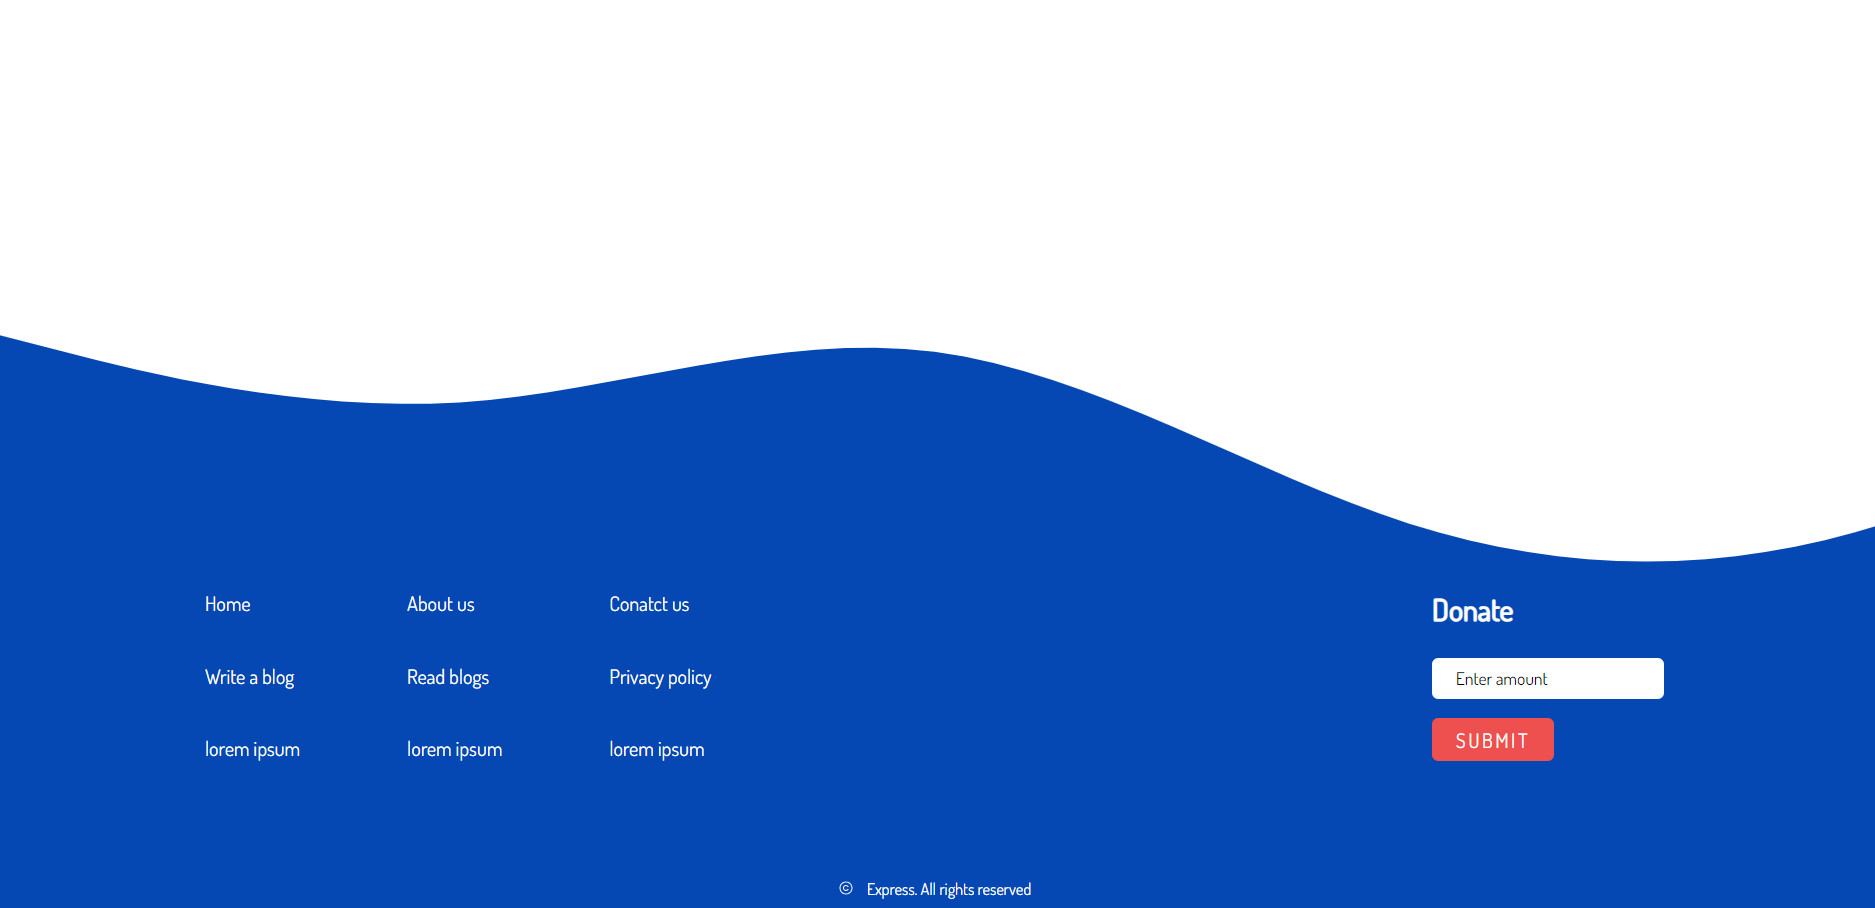 Home
About us
Conatct us
Write a blog
Read blogs
Privacy policy
lorem ipsum
lorem ipsum
lorem ipsum
Donate
Enter amount
SUBMIT
© Express. All rights reserved